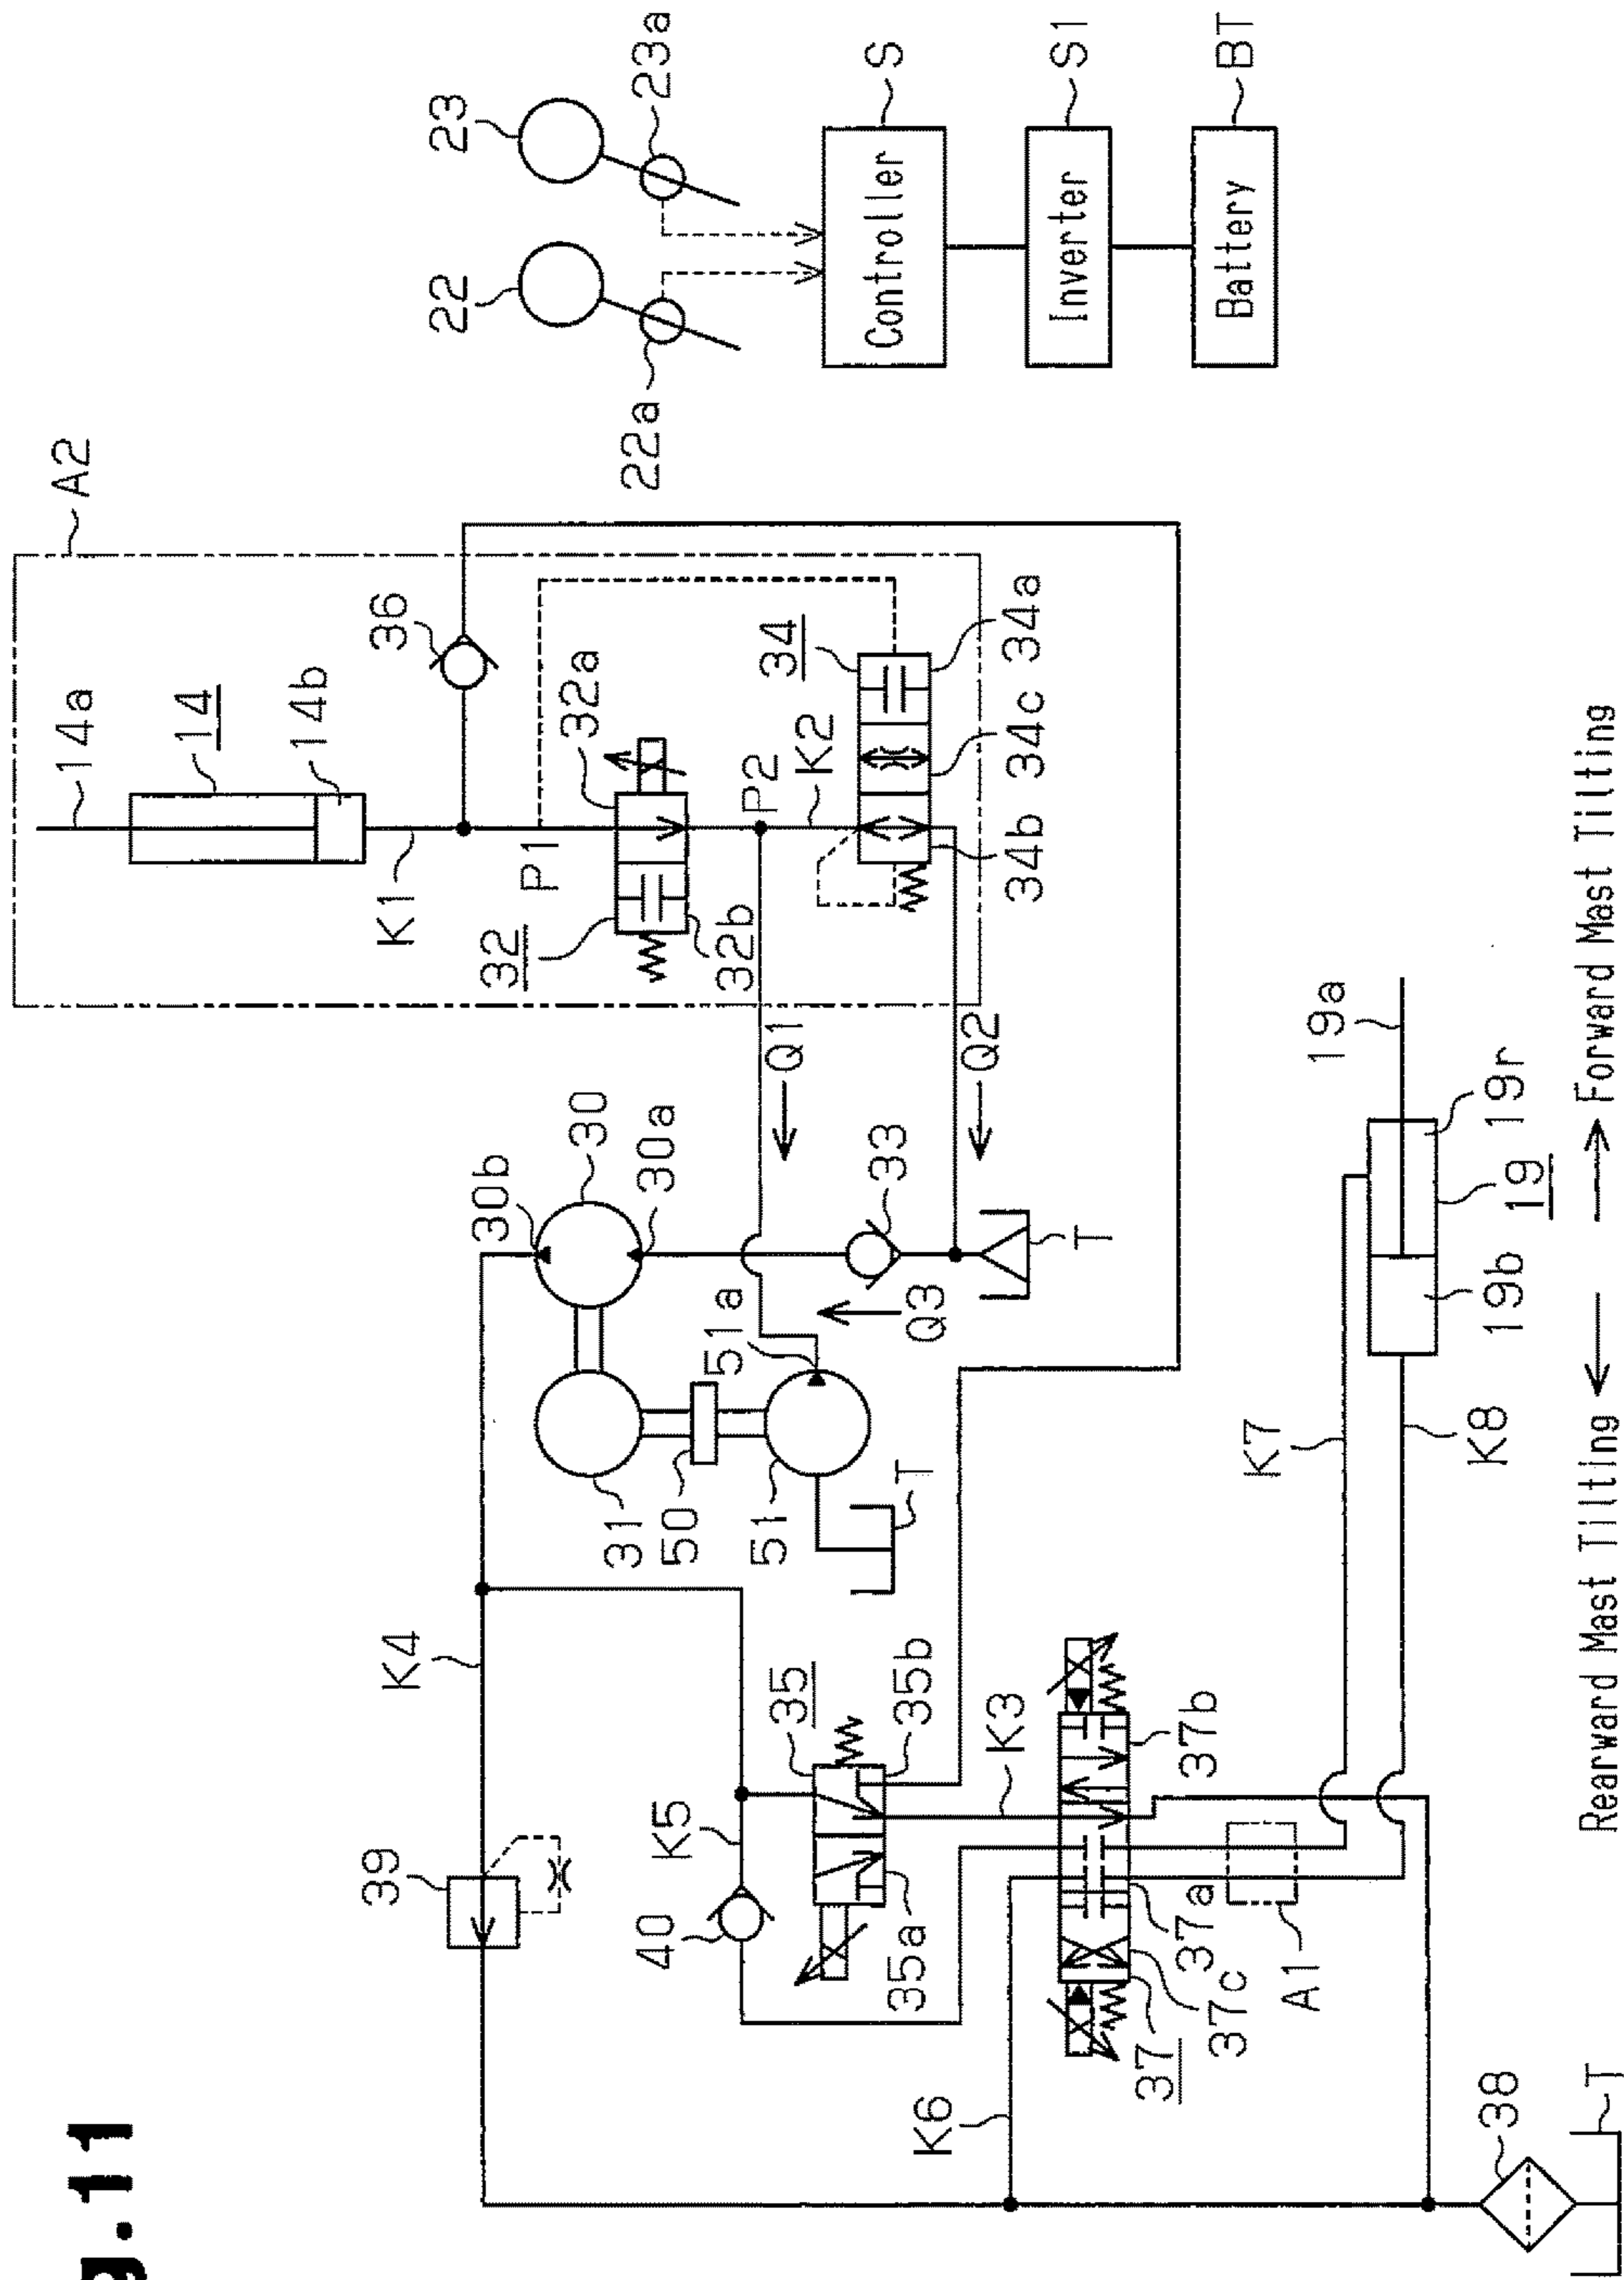 g.11
K4
39
K5
40
35
35a
35b
K3
37
37a
37b
37c
A1
K6
38
T
30b
30
30a
31
50
51
51a
T
33
T
Q1
Q2
Q3
K7
K8
19a
19r
19
19b
Rearward Mast Tilting
Forward Mast Tilting
A2
14a
14
14b
36
K1
P1
32
32a
32b
P2
K2
34
34a
34b
34c
22
22a
23
23a
Controller
S
Inverter
S1
Battery
BT